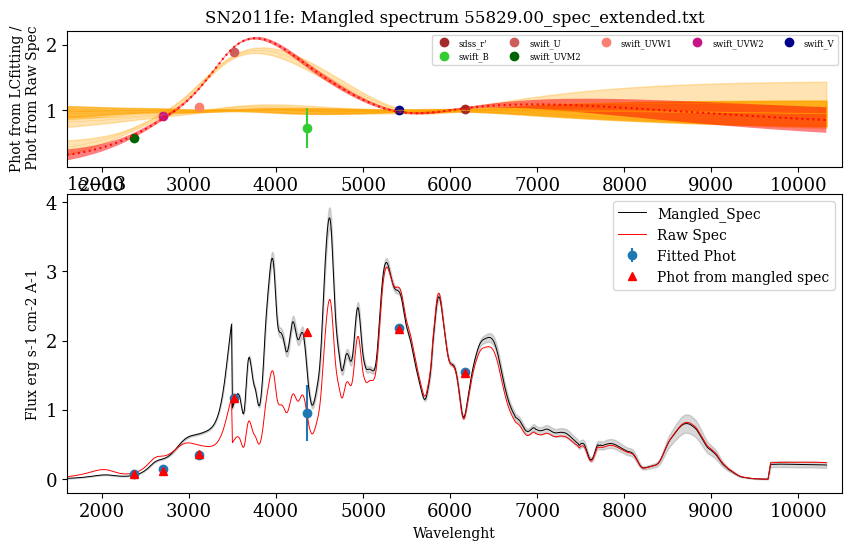 SN2011fe: Mangled spectrum 55829.00_spec_extended.txt
Phot from LCfitting /
Phot from Raw Spec
2
1
sdss_r'
swift_U
swift_UVW1
swift_UVW2
swift_V
swift_B
swift_UVM2
2000 3000 4000 5000 6000 7000 8000 9000 10000
1e−13
Flux erg s-1 cm-2 A-1
4
3
2
1
0
Mangled_Spec
Raw Spec
Fitted Phot
Phot from mangled spec
2000 3000 4000 5000 6000 7000 8000 9000 10000
Wavelenght